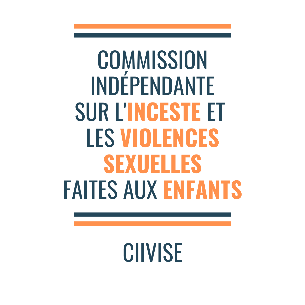 COMMISSION
INDÉPENDANTE
SUR L'INCESTE ET
LES VIOLENCES
SEXUELLES
FAITES AUX ENFANTS
CIIVISE